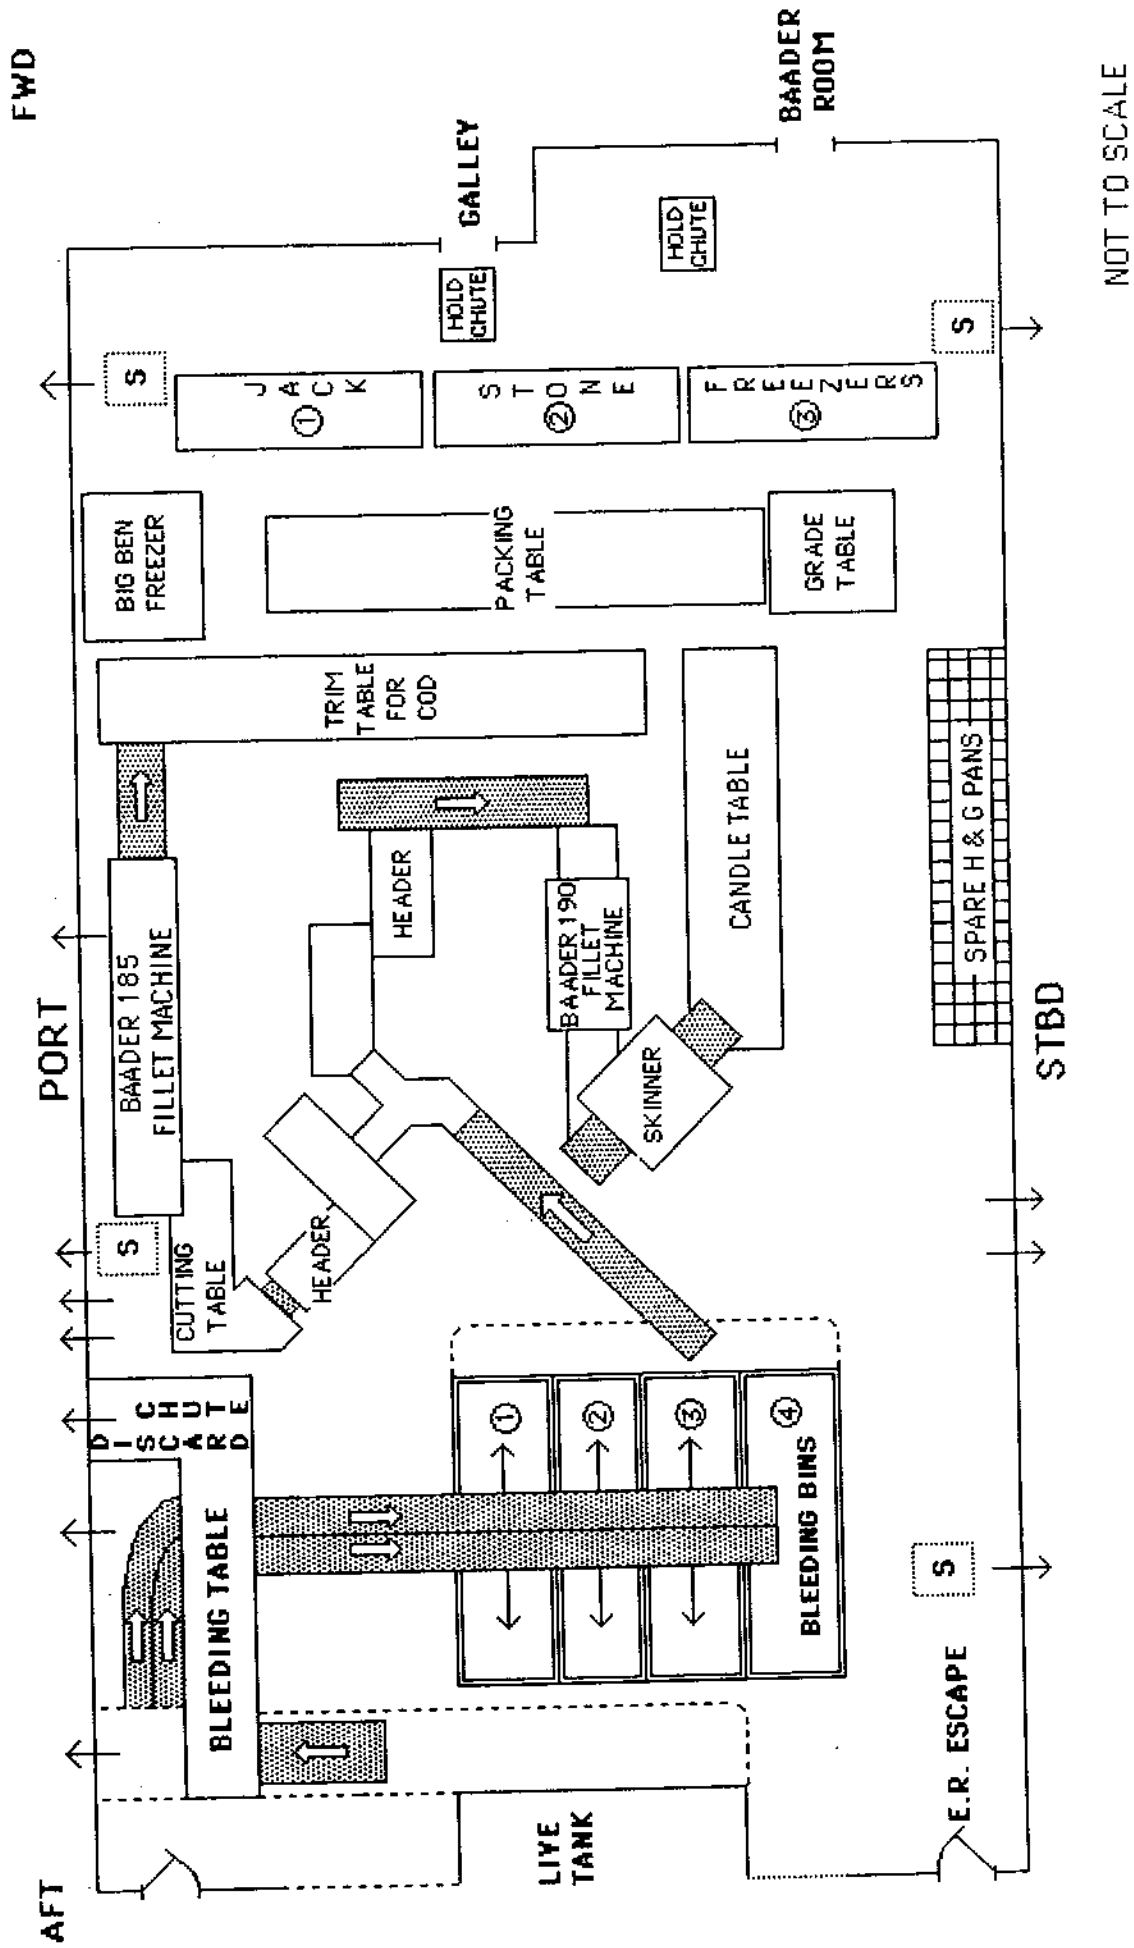 AFT
PORT
FWD
BAADER 185
FILLET MACHINE
BIG BEN
FREEZER
S
S
CUTTING
TABLE
HEADER
DISCARD
CHUTE
BLEEDING TABLE
HEADER
TRIM
TABLE
FOR
COD
PACKING
TABLE
JACK
1
STONE
2
FREEZERS
3
HOLD
CHUTE
GALLEY
HOLD
CHUTE
BAADER
ROOM
BAADER 190
FILLET
MACHINE
SKINNER
CANDLE TABLE
GRADE
TABLE
1
2
3
4
BLEEDING BINS
LIVE
TANK
S
S
SPARE H & G PANS
E.R. ESCAPE
STBD
NOT TO SCALE